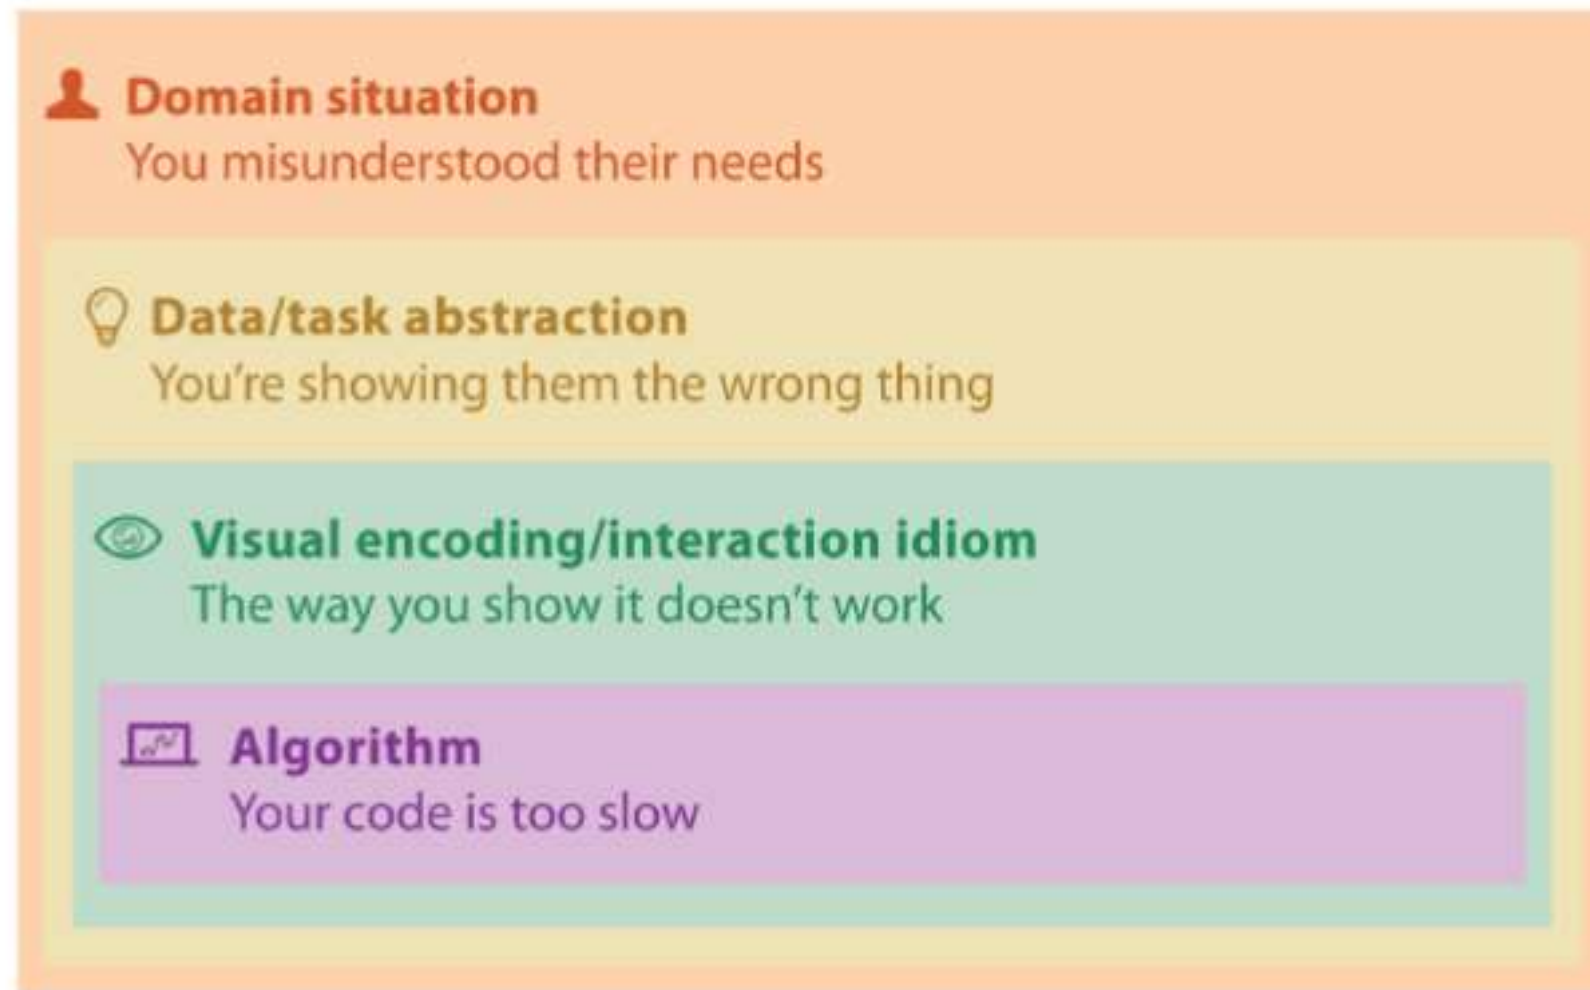 Domain situation
You misunderstood their needs
Data/task abstraction
You're showing them the wrong thing
Visual encoding/interaction idiom
The way you show it doesn't work
Algorithm
Your code is too slow